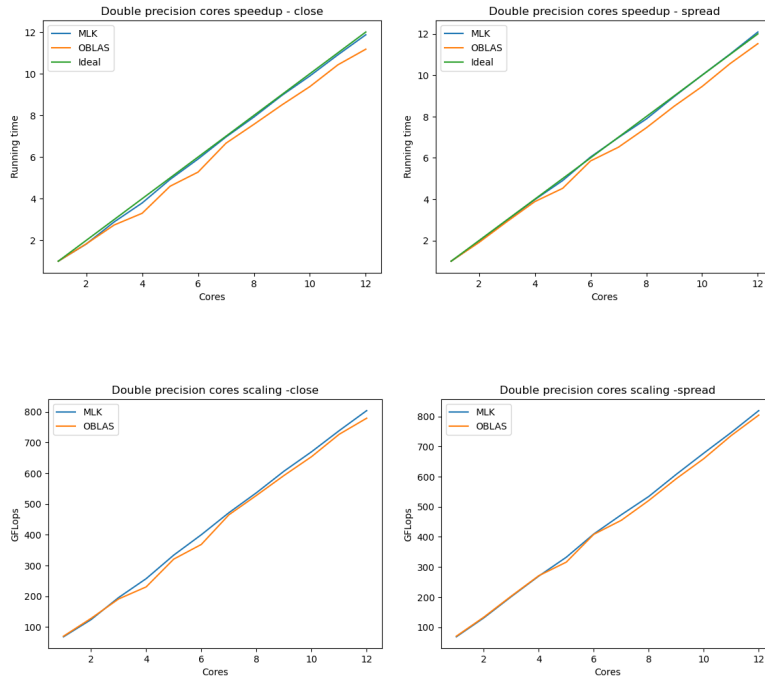 Double precision cores speedup - close
MLK
OBLAS
Ideal
Running time
12
10
8
6
4
2
2 4 6 8 10 12
Cores
Double precision cores speedup - spread
MLK
OBLAS
Ideal
Running time
12
10
8
6
4
2
2 4 6 8 10 12
Cores
Double precision cores scaling -close
MLK
OBLAS
GFLops
800
700
600
500
400
300
200
100
2 4 6 8 10 12
Cores
Double precision cores scaling -spread
MLK
OBLAS
GFLops
800
700
600
500
400
300
200
100
2 4 6 8 10 12
Cores